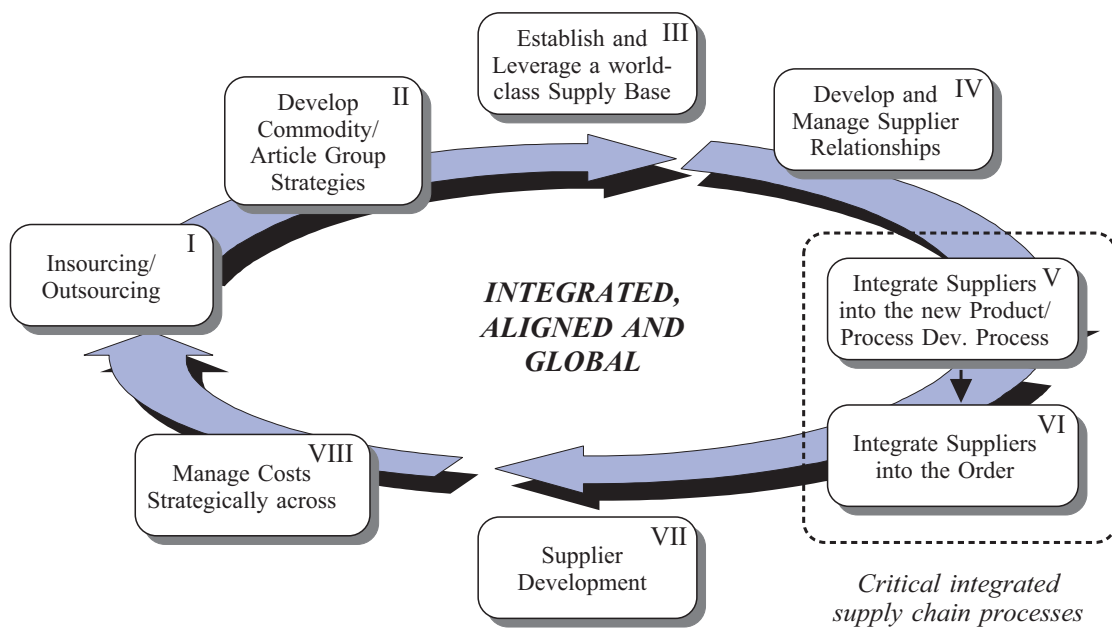 I
Insourcing/
Outsourcing
II
Develop
Commodity/
Article Group
Strategies
III
Establish and
Leverage a world-
class Supply Base
IV
Develop and
Manage Supplier
Relationships
V
Integrate Suppliers
into the new Product/
Process Dev. Process
VI
Integrate Suppliers
into the Order
VII
Supplier
Development
VIII
Manage Costs
Strategically across
INTEGRATED,
ALIGNED AND
GLOBAL
Critical integrated
supply chain processes